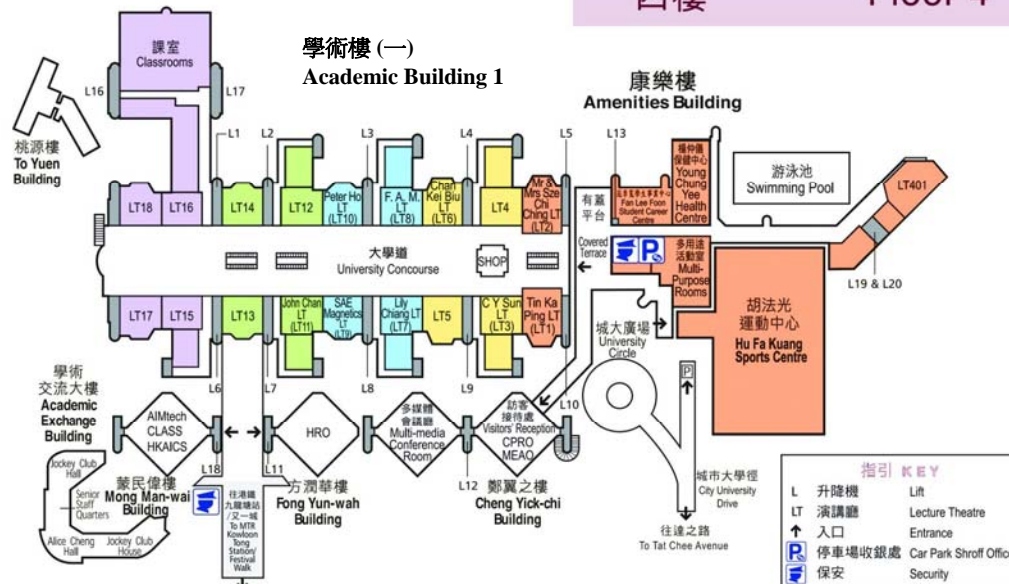 四樓 Floor 4
學術樓 (一)
Academic Building 1
康樂樓
Amenities Building
課室
Classrooms
L16
L17
桃源樓
To Yuen
Building
L1
L2
L3
L4
L5
L13
LT18
LT16
LT14
LT12
Peter Ho
LT
(LT10)
F. A. M.
LT
(LT8)
Chan
Kei Biu
LT
(LT6)
LT4
Mr &
Mrs Sze
Chi
Ching LT
(LT2)
有蓋
平台
Covered
Terrace
Fan Lee Foon
Student Career
Centre
楊仲儀
保健中心
Young
Chung
Yee
Health
Centre
游泳池
Swimming Pool
LT401
L19 & L20
大學道
University Concourse
SHOP
P
多用途
活動室
Multi-
Purpose
Rooms
胡法光
運動中心
Hu Fa Kuang
Sports Centre
LT17
LT15
LT13
John Chan
LT
(LT11)
SAE
Magnetics
LT
(LT9)
Lily
Chiang LT
(LT7)
LT5
C Y Sun
LT
(LT3)
Tin Ka
Ping LT
(LT1)
城大廣場
University
Circle
P
L6
L7
L8
L9
L10
學術
交流大樓
Academic
Exchange
Building
AIMtech
CLASS
HKAICS
HRO
多媒體
會議廳
Multi-media
Conference
Room
訪客
接待處
Visitors' Reception
CPRO
MEAO
L18
L11
L12
蒙民偉樓
Mong Man-wai
Building
方潤華樓
Fong Yun-wah
Building
鄭翼之樓
Cheng Yick-chi
Building
Jockey Club
Hall
Senior
Staff
Quarters
Alice Cheng
Hall
Jockey Club
House
往港鐵
九龍塘站
/又一城
To MTR
Kowloon
Tong
Station/
Festival
Walk
城市大學徑
City University
Drive
往達之路
To Tat Chee Avenue
指引 KEY
L 升降機 Lift
LT 演講廳 Lecture Theatre
入口 Entrance
P 停車場收銀處 Car Park Shroff Office
保安 Security